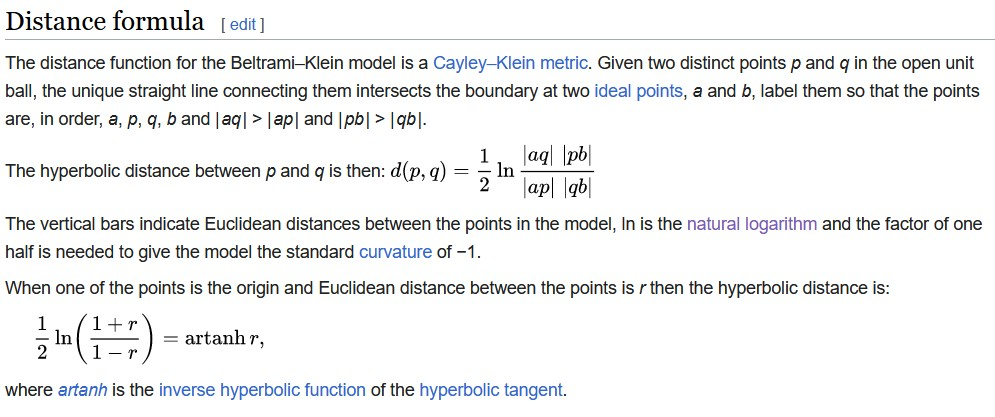 Distance formula [ edit ]
The distance function for the Beltrami–Klein model is a Cayley–Klein metric. Given two distinct points p and q in the open unit
ball, the unique straight line connecting them intersects the boundary at two ideal points, a and b, label them so that the points
are, in order, a, p, q, b and |aq| > |ap| and |pb| > |qb|.
The hyperbolic distance between p and q is then: d(p, q) = 1/2 ln |aq| |pb| / |ap| |qb|
The vertical bars indicate Euclidean distances between the points in the model, ln is the natural logarithm and the factor of one
half is needed to give the model the standard curvature of −1.
When one of the points is the origin and Euclidean distance between the points is r then the hyperbolic distance is:
1/2 ln (1 + r / 1 − r) = artanh r,
where artanh is the inverse hyperbolic function of the hyperbolic tangent.